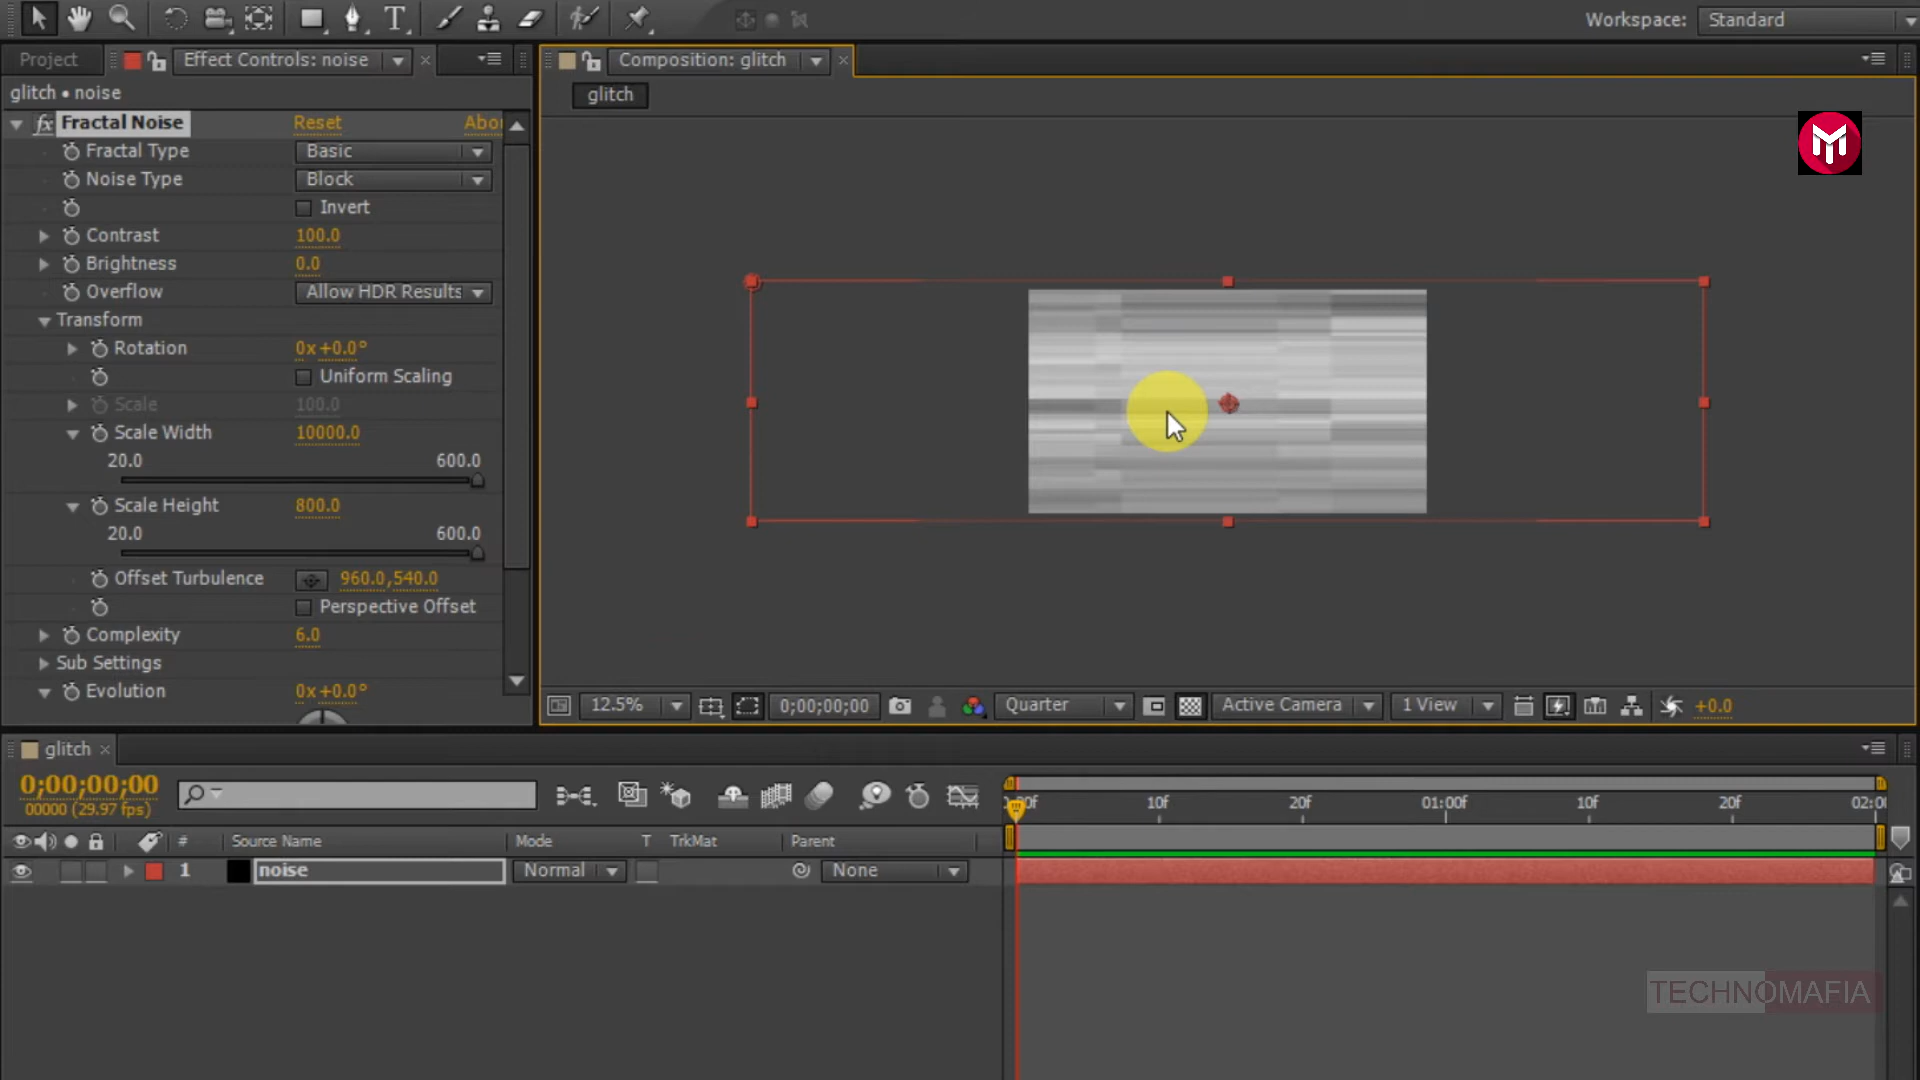 Workspace: Standard
Project Effect Controls: noise
Composition: glitch
glitch • noise
glitch
Fractal Noise Reset Abou
Fractal Type Basic
Noise Type Block
Invert
Contrast 100.0
Brightness 0.0
Overflow Allow HDR Results
Transform
Rotation 0x+0.0°
Uniform Scaling
Scale 100.0
Scale Width 10000.0
20.0 600.0
Scale Height 800.0
20.0 600.0
Offset Turbulence 960.0,540.0
Perspective Offset
Complexity 6.0
Sub Settings
Evolution 0x+0.0°
12.5% 0;00;00;00 Quarter Active Camera 1 View +0.0
glitch
0;00;00;00
00000 (29.97 fps)
10f 20f 01:00f 10f 20f
# Source Name Mode T TrkMat Parent
1 noise Normal None
TECHNOMAFIA